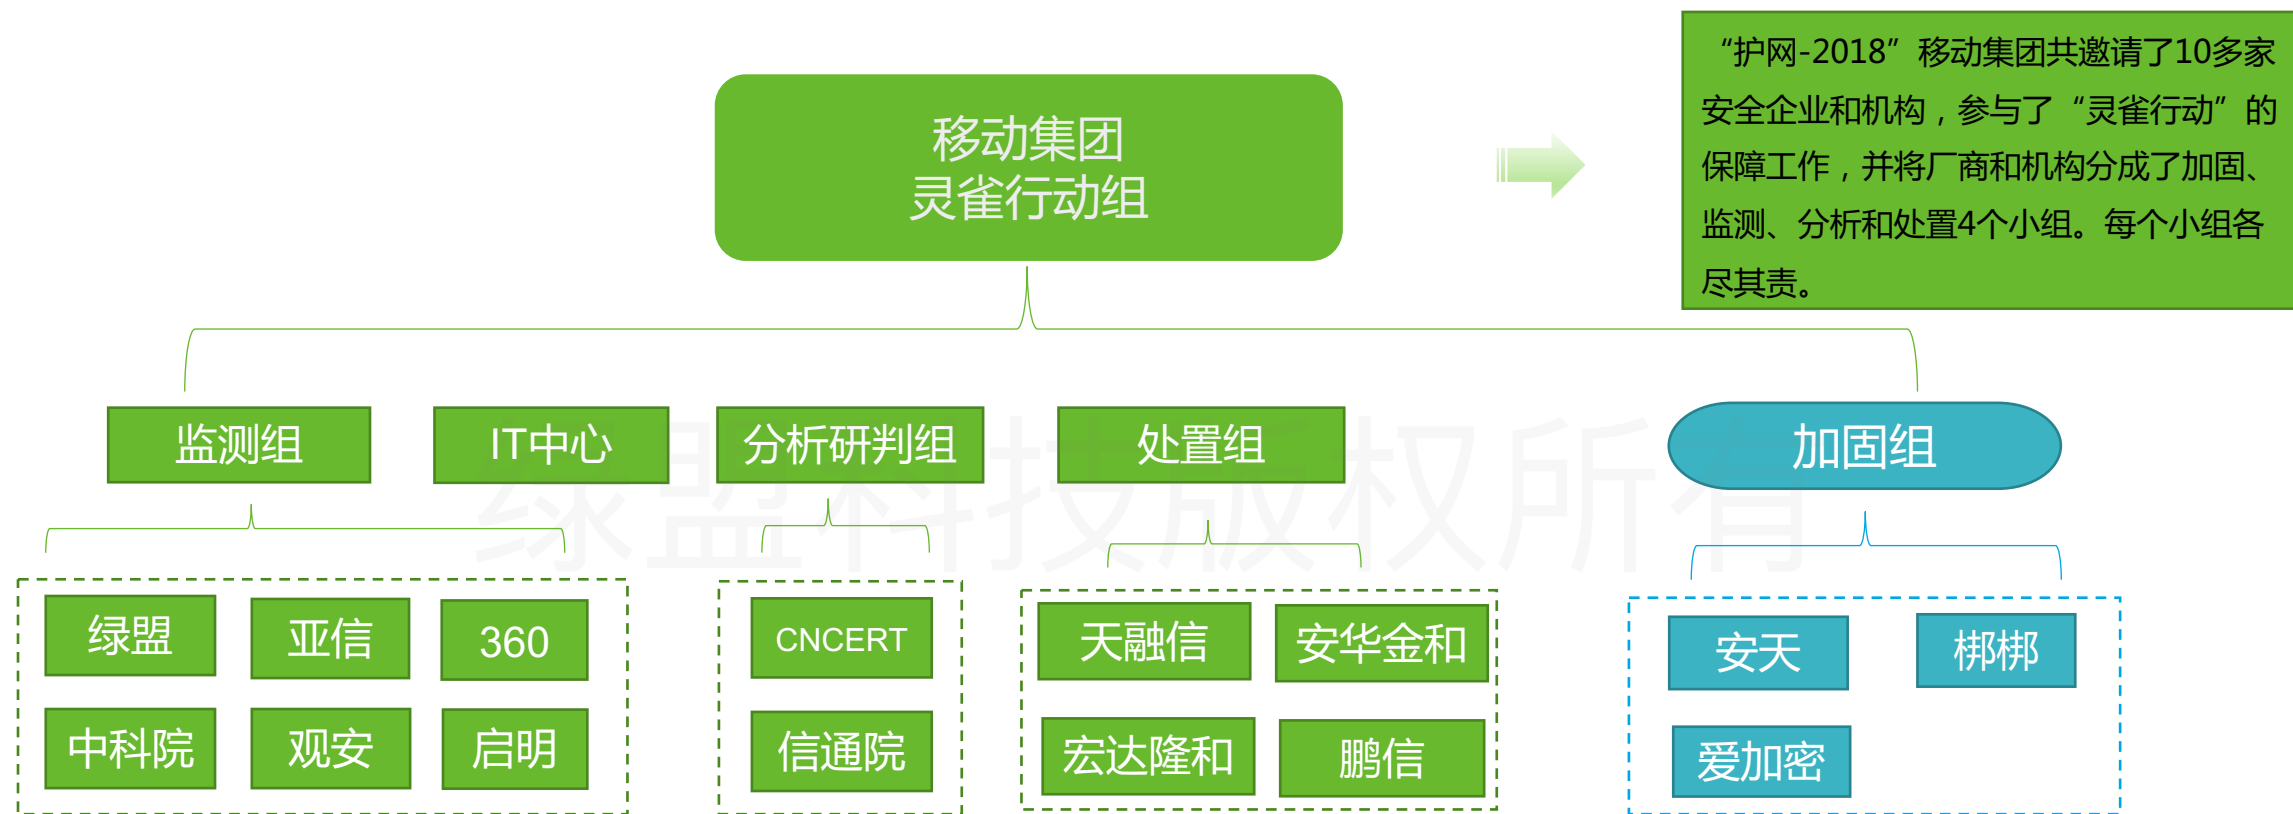 移动集团
灵雀行动组
“护网-2018”移动集团共邀请了10多家
安全企业和机构，参与了“灵雀行动”的
保障工作，并将厂商和机构分成了加固、
监测、分析和处置4个小组。每个小组各
尽其责。
监测组
IT中心
分析研判组
处置组
加固组
绿盟科技版权所有
绿盟
亚信
360
中科院
观安
启明
CNCERT
信通院
天融信
安华金和
宏达隆和
鹏信
安天
梆梆
爱加密